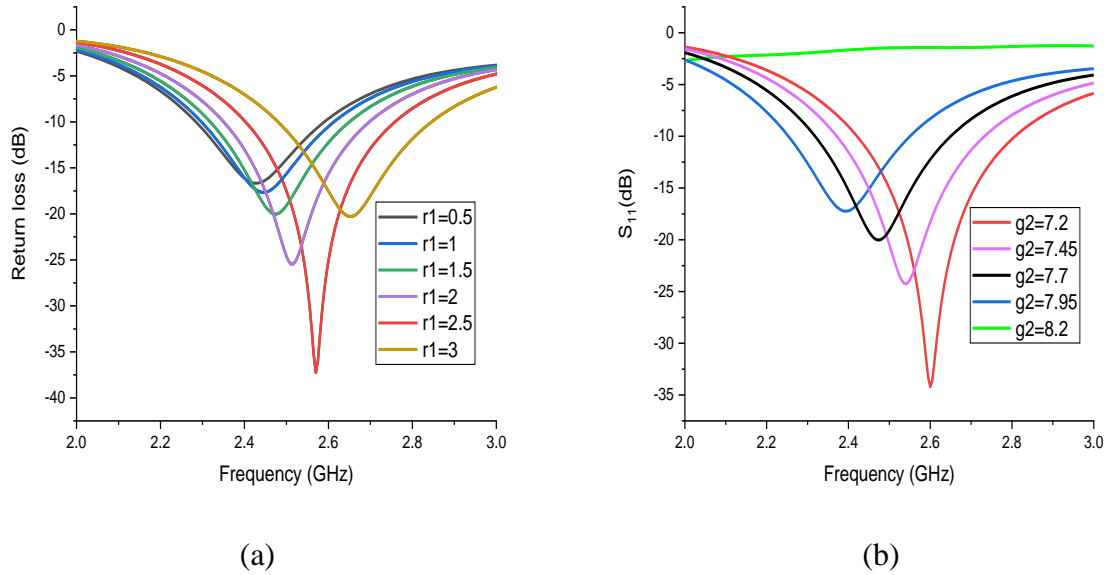 0
-5
-10
-15
-20
-25
-30
-35
-40
Return loss (dB)
2.0
2.2
2.4
2.6
2.8
3.0
Frequency (GHz)
r1=0.5
r1=1
r1=1.5
r1=2
r1=2.5
r1=3
(a)
0
-5
-10
-15
-20
-25
-30
-35
S₁₁(dB)
2.0
2.2
2.4
2.6
2.8
3.0
Frequency (GHz)
g2=7.2
g2=7.45
g2=7.7
g2=7.95
g2=8.2
(b)